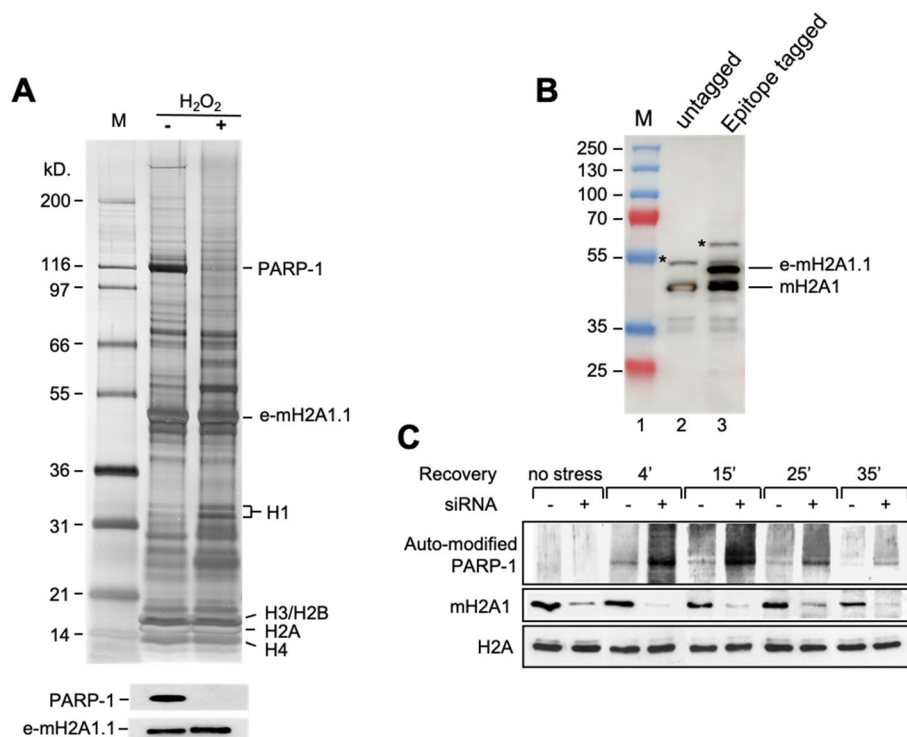 A
H₂O₂
M - +
kD.
200
116
97
66
55
36
31
21
14
PARP-1
e-mH2A1.1
H1
H3/H2B
H2A
H4
PARP-1
e-mH2A1.1
B
M untagged Epitope tagged
250
130
100
70
55
35
25
*
*
e-mH2A1.1
mH2A1
1 2 3
C
Recovery no stress 4' 15' 25' 35'
siRNA - + - + - + - + - +
Auto-modified
PARP-1
mH2A1
H2A